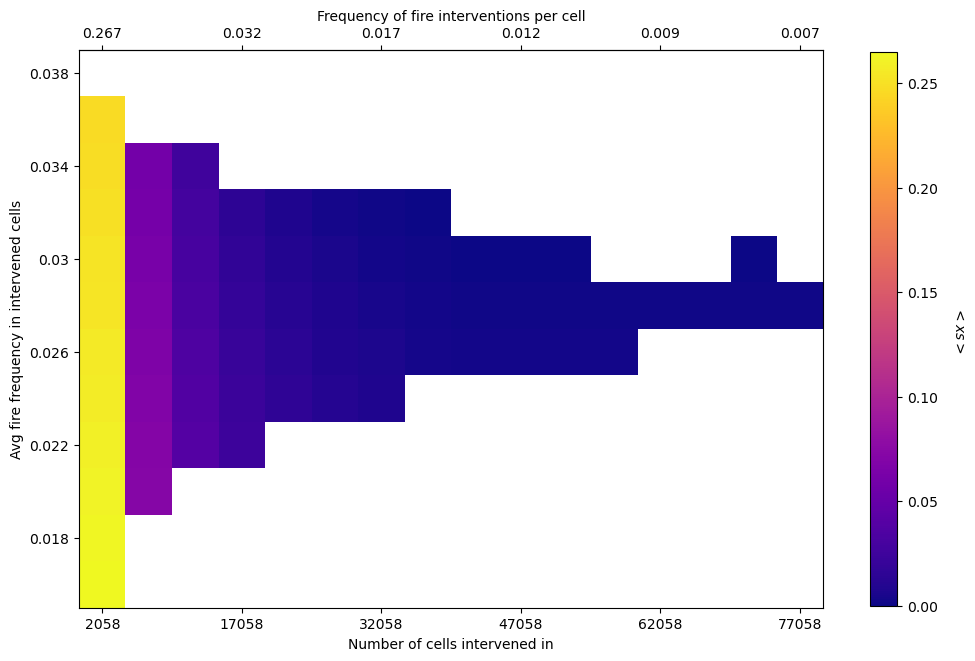 Frequency of fire interventions per cell
0.267 0.032 0.017 0.012 0.009 0.007
Avg fire frequency in intervened cells
0.038
0.034
0.03
0.026
0.022
0.018
2058 17058 32058 47058 62058 77058
Number of cells intervened in
0.25
0.20
0.15
0.10
0.05
0.00
< sx >